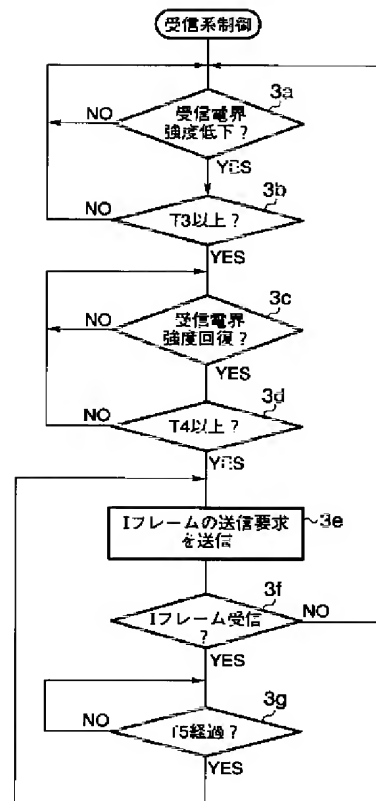 受信系制御
3a
受信電界
強度低下？
NO
YES
3b
T3以上？
NO
YES
3c
受信電界
強度回復？
NO
YES
3d
T4以上？
NO
YES
Iフレームの送信要求
を送信
3e
3f
Iフレーム受信
？
NO
YES
3g
T5経過？
NO
YES